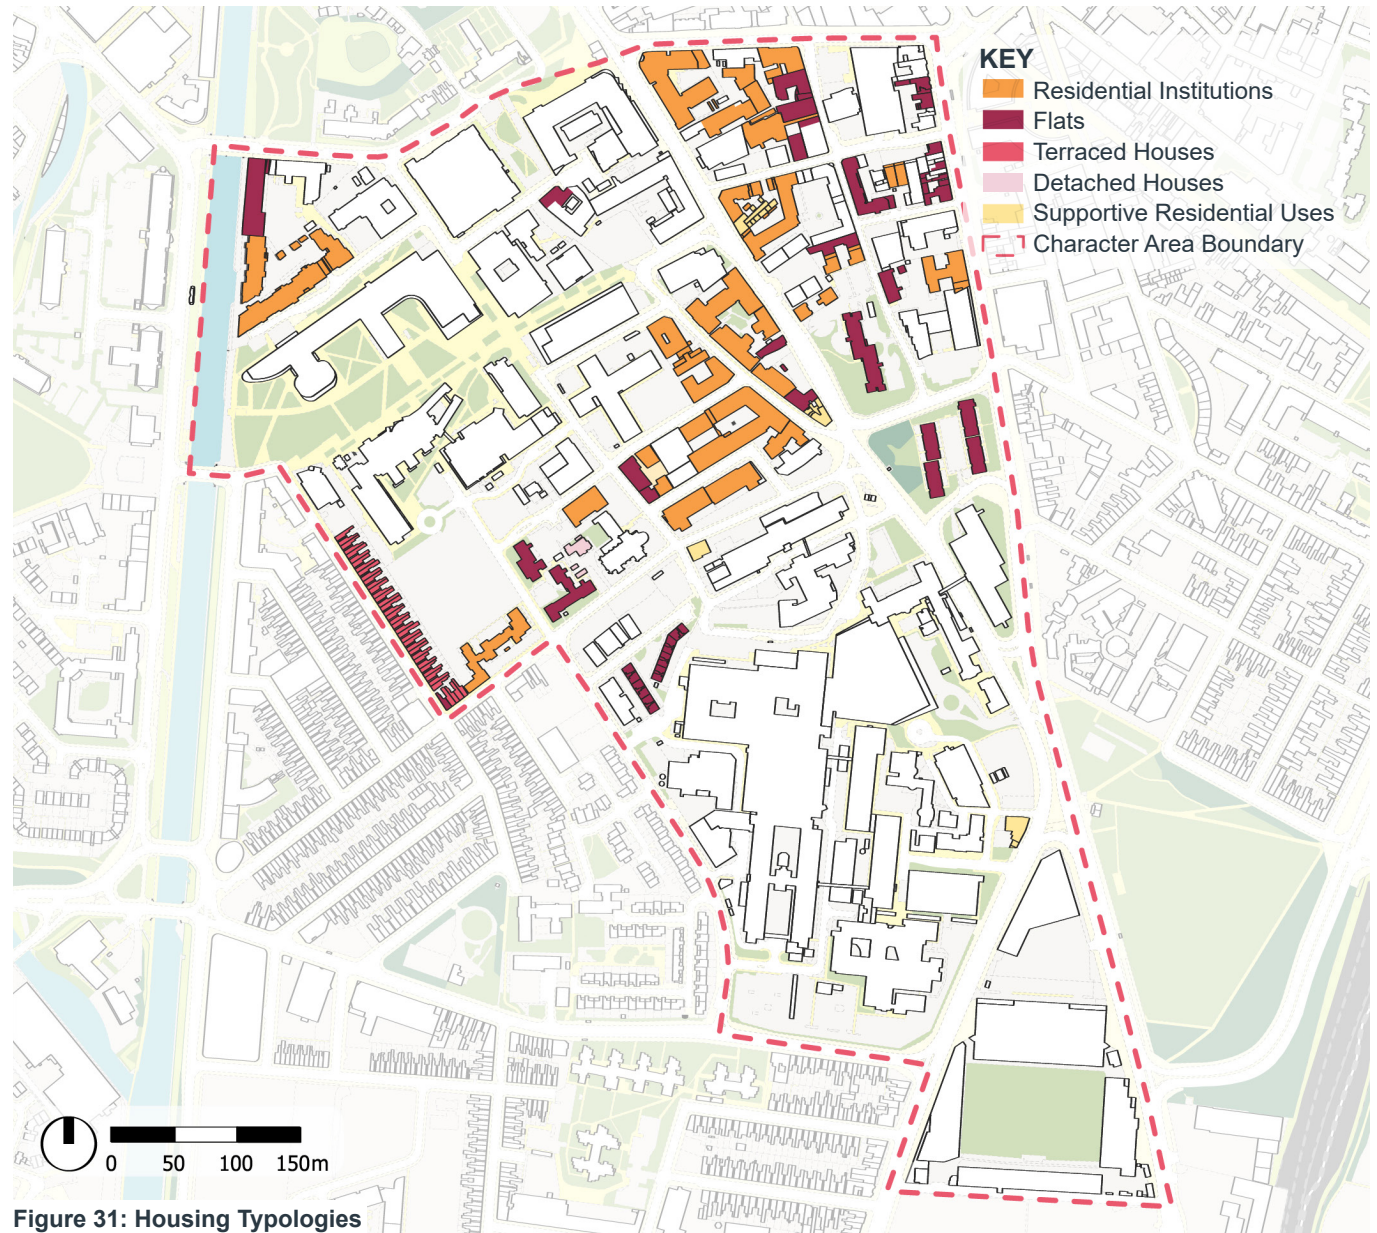 KEY
Residential Institutions
Flats
Terraced Houses
Detached Houses
Supportive Residential Uses
Character Area Boundary
0 50 100 150m
Figure 31: Housing Typologies